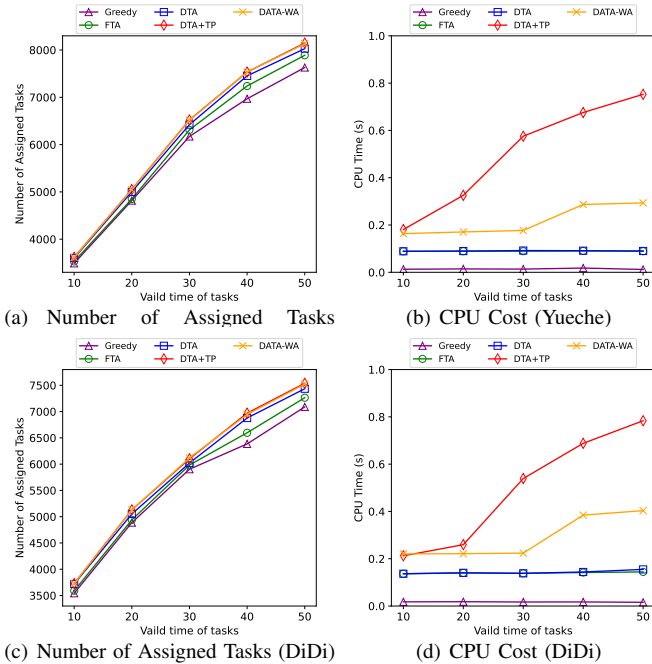 Greedy DTA DATA-WA Greedy DTA DATA-WA
FTA DTA+TP FTA DTA+TP
Number of Assigned Tasks
8000
7000
6000
5000
4000
10 20 30 40 50
Vaild time of tasks
CPU Time (s)
1.0
0.8
0.6
0.4
0.2
0.0
10 20 30 40 50
Vaild time of tasks
(a) Number of Assigned Tasks (b) CPU Cost (Yueche)
Greedy DTA DATA-WA Greedy DTA DATA-WA
FTA DTA+TP FTA DTA+TP
Number of Assigned Tasks
7500
7000
6500
6000
5500
5000
4500
4000
3500
10 20 30 40 50
Vaild time of tasks
CPU Time (s)
1.0
0.8
0.6
0.4
0.2
0.0
10 20 30 40 50
Vaild time of tasks
(c) Number of Assigned Tasks (DiDi) (d) CPU Cost (DiDi)